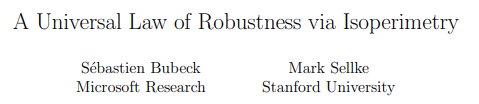 A Universal Law of Robustness via Isoperimetry
Sébastien Bubeck Mark Sellke
Microsoft Research Stanford University